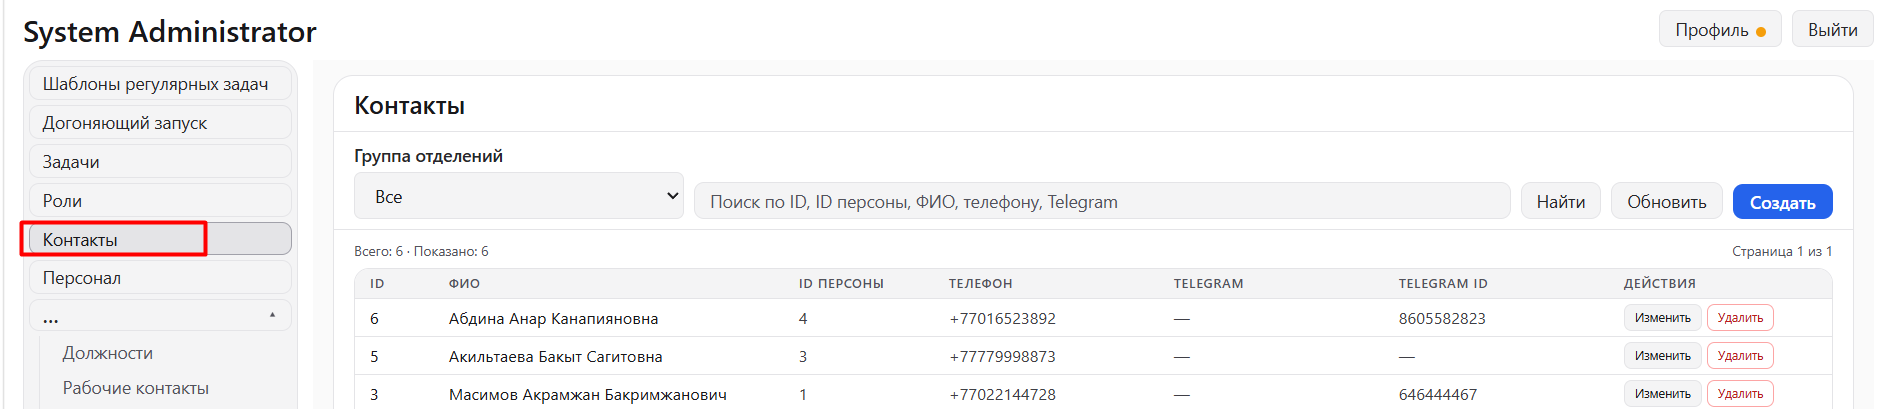 System Administrator
Профиль
Выйти
Шаблоны регулярных задач
Догоняющий запуск
Задачи
Роли
Контакты
Персонал
...
Должности
Рабочие контакты
Контакты
Группа отделений
Все
Поиск по ID, ID персоны, ФИО, телефону, Telegram
Найти
Обновить
Создать
Всего: 6 · Показано: 6
Страница 1 из 1
ID ФИО ID ПЕРСОНЫ ТЕЛЕФОН TELEGRAM TELEGRAM ID ДЕЙСТВИЯ
6 Абдина Анар Канапияновна 4 +77016523892 — 8605582823 Изменить Удалить
5 Акильтаева Бакыт Сагитовна 3 +77779998873 — — Изменить Удалить
3 Масимов Акрамжан Бакримжанович 1 +77022144728 — 646444467 Изменить Удалить